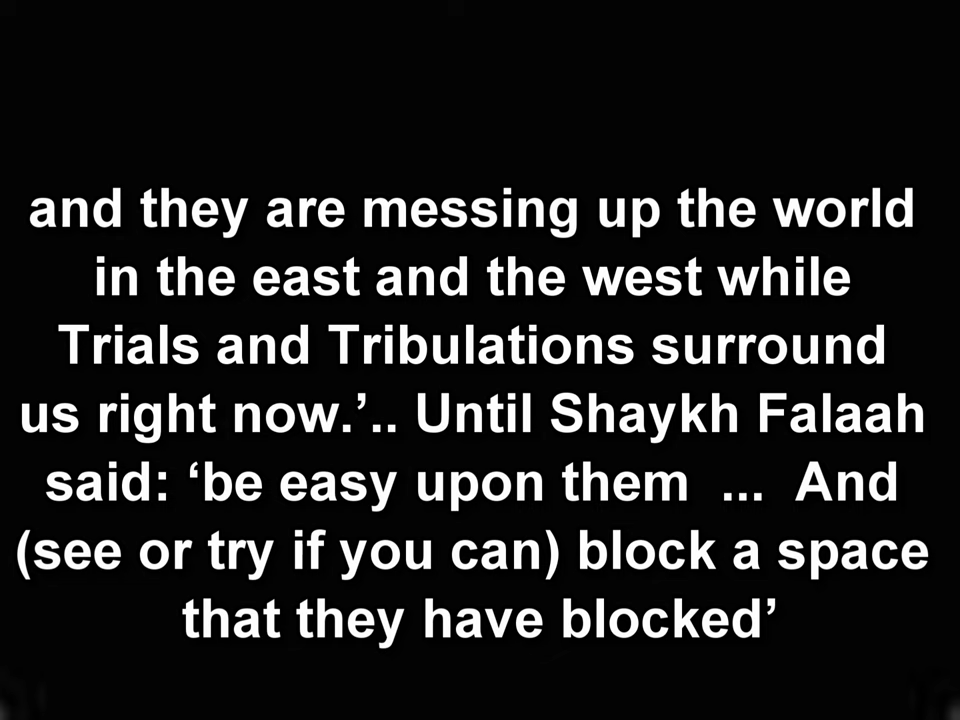 and they are messing up the world
in the east and the west while
Trials and Tribulations surround
us right now.’.. Until Shaykh Falaah
said: ‘be easy upon them  ...  And
(see or try if you can) block a space
that they have blocked’